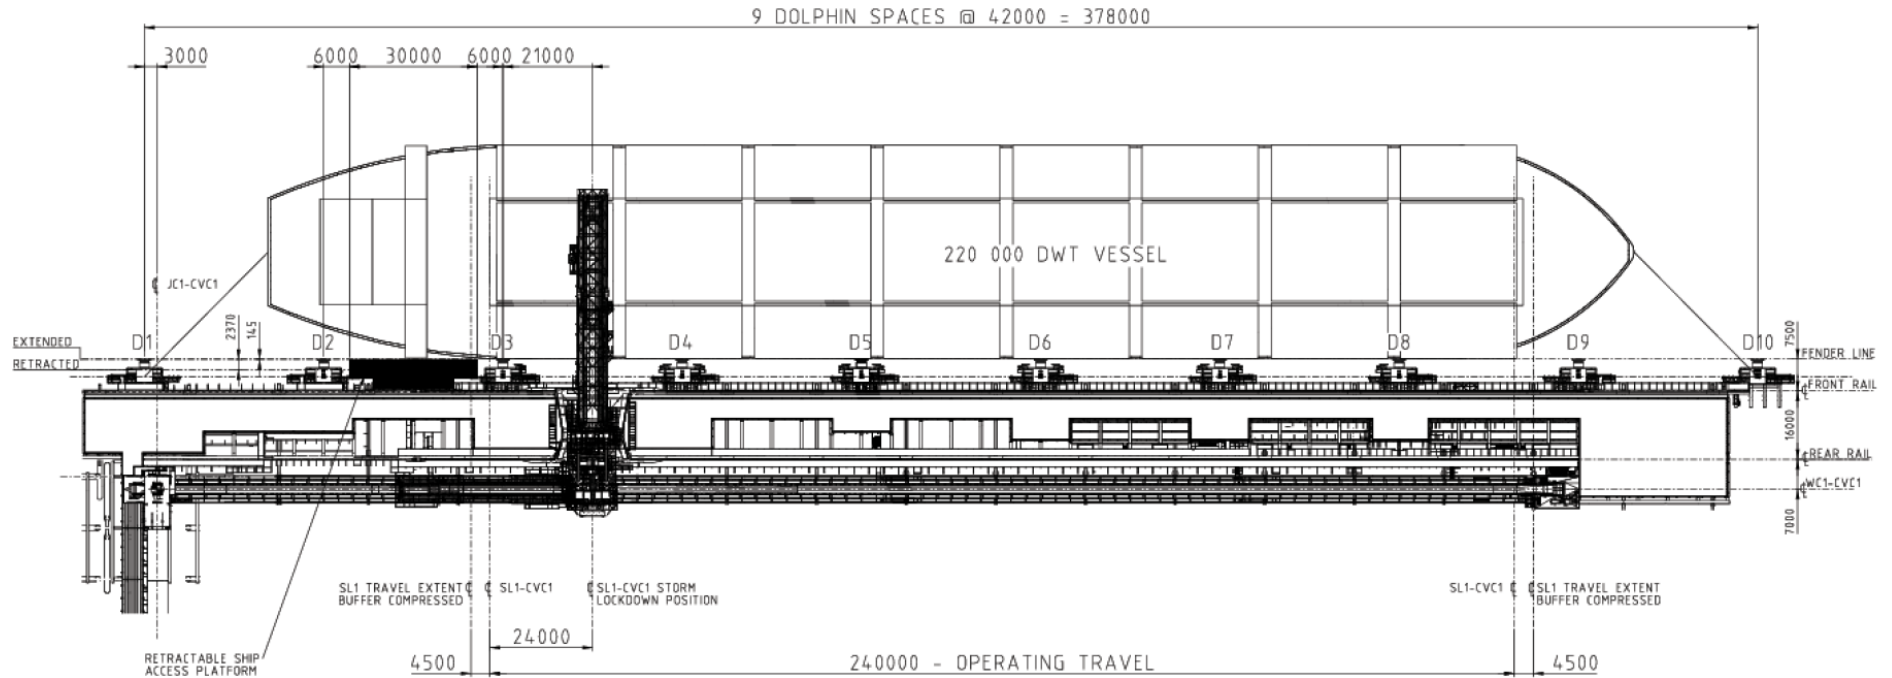 9 DOLPHIN SPACES @ 42000 = 378000
3000
6000
30000
6000
21000
220 000 DWT VESSEL
℄ JC1-CVC1
2370
145
7500
D1
D2
D3
D4
D5
D6
D7
D8
D9
D10
EXTENDED
RETRACTED
FENDER LINE
℄ FRONT RAIL
16000
℄ REAR RAIL
℄ WC1-CVC1
7000
SL1 TRAVEL EXTENT ℄
BUFFER COMPRESSED
℄ SL1-CVC1
℄ SL1-CVC1 STORM
LOCKDOWN POSITION
SL1-CVC1 ℄
℄ SL1 TRAVEL EXTENT
BUFFER COMPRESSED
24000
RETRACTABLE SHIP
ACCESS PLATFORM
4500
240000 - OPERATING TRAVEL
4500